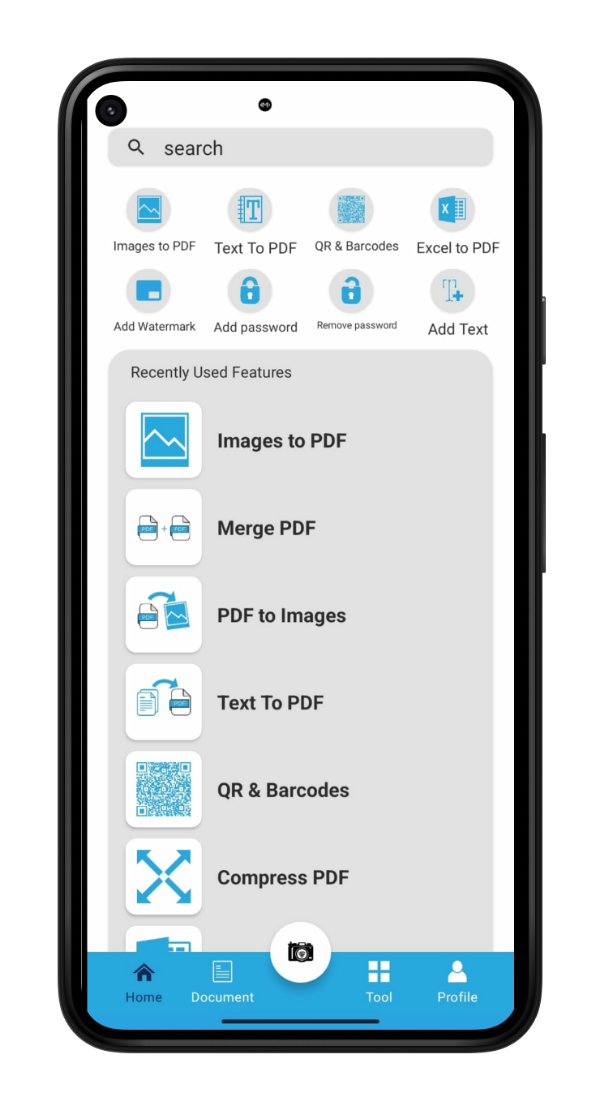 search
Images to PDF
Text To PDF
QR & Barcodes
Excel to PDF
Add Watermark
Add password
Remove password
Add Text
Recently Used Features
Images to PDF
PDF + PDF
Merge PDF
PDF
PDF to Images
PDF
Text To PDF
QR & Barcodes
Compress PDF
Home
Document
Tool
Profile